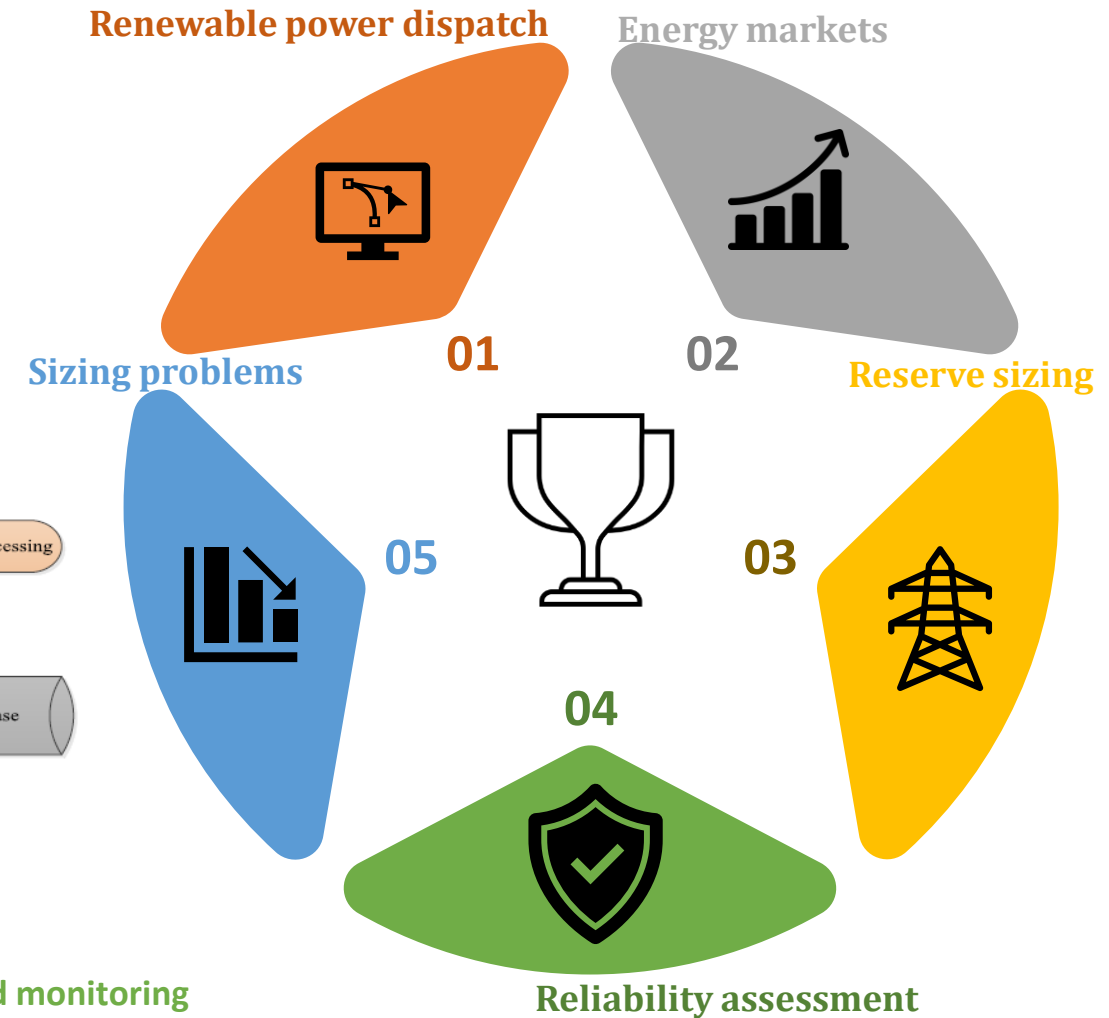 Renewable power dispatch
Energy markets
01
02
Sizing problems
Reserve sizing
05
03
04
monitoring
Reliability assessment